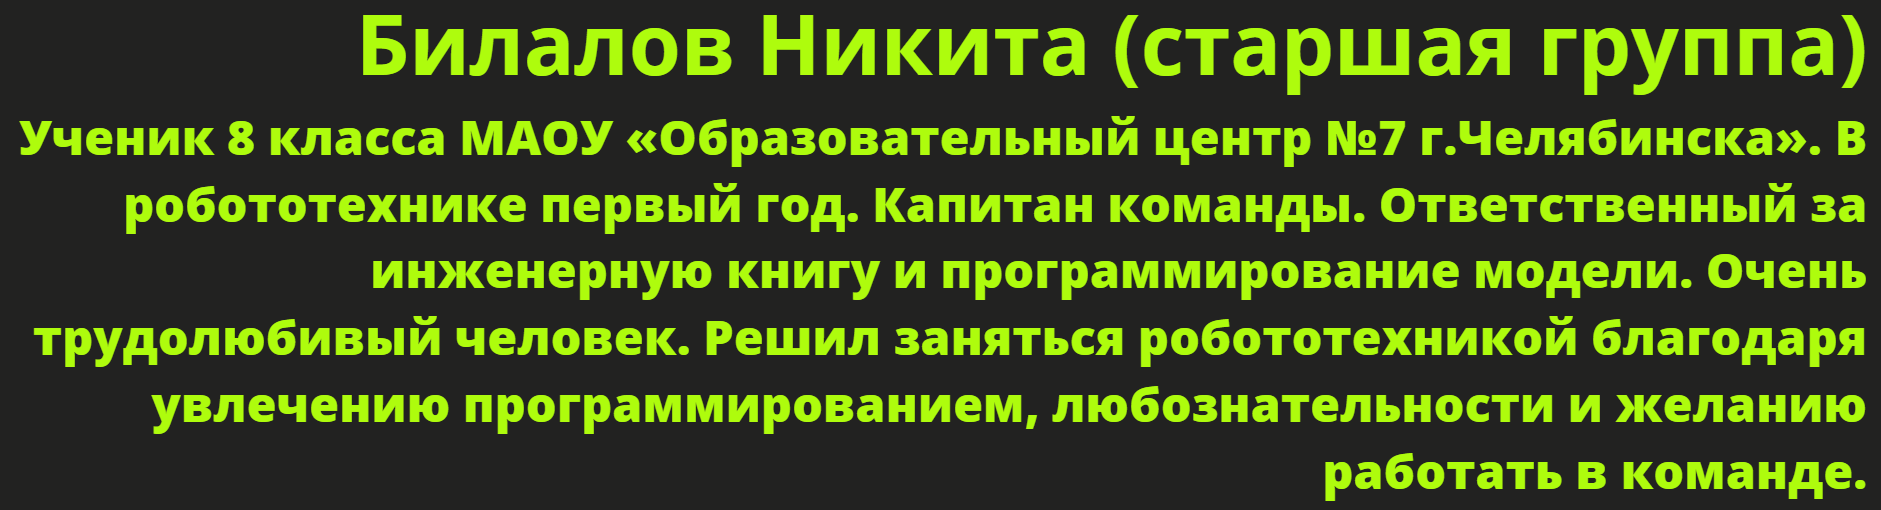 Билалов Никита (старшая группа)
Ученик 8 класса МАОУ «Образовательный центр №7 г.Челябинска». В
робототехнике первый год. Капитан команды. Ответственный за
инженерную книгу и программирование модели. Очень
трудолюбивый человек. Решил заняться робототехникой благодаря
увлечению программированием, любознательности и желанию
работать в команде.